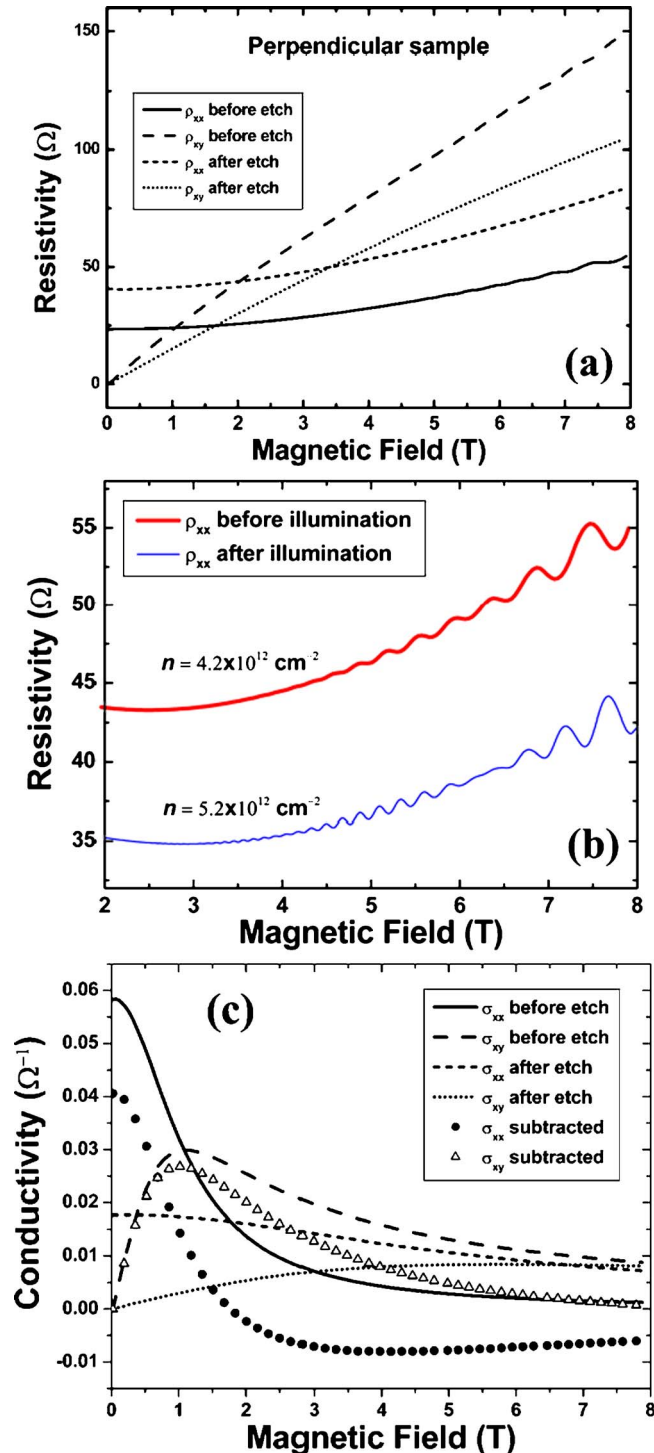 Perpendicular sample
ρxx before etch
ρxy before etch
ρxx after etch
ρxy after etch
150
100
50
0
Resistivity (Ω)
0 1 2 3 4 5 6 7 8
Magnetic Field (T)
(a)
ρxx before illumination
ρxx after illumination
55
50
45
40
35
n = 4.2x10¹² cm⁻²
n = 5.2x10¹² cm⁻²
Resistivity (Ω)
2 3 4 5 6 7 8
Magnetic Field (T)
(b)
(c)
σxx before etch
σxy before etch
σxx after etch
σxy after etch
σxx subtracted
σxy subtracted
0.06
0.05
0.04
0.03
0.02
0.01
0.00
-0.01
Conductivity (Ω⁻¹)
0 1 2 3 4 5 6 7 8
Magnetic Field (T)